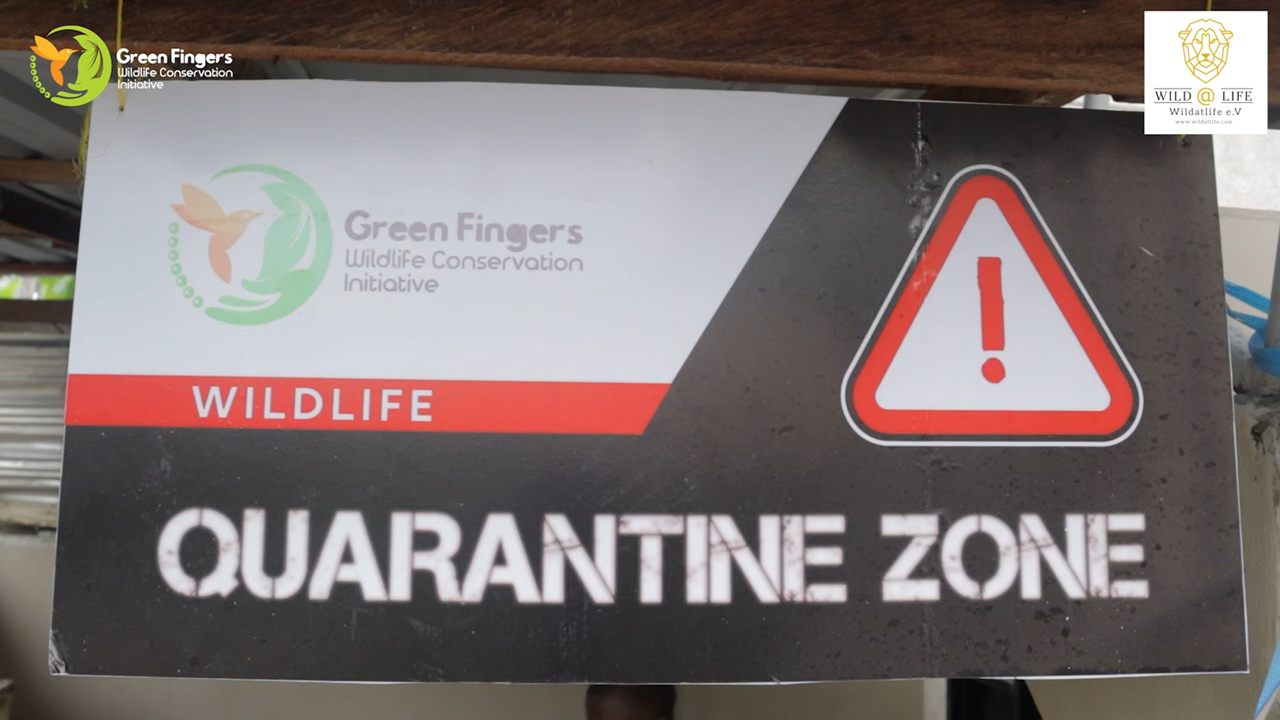 Green Fingers
Wildlife Conservation
Initiative
WILD @ LIFE
Wildatlife e.V
www.wildatlife.com
Green Fingers
Wildlife Conservation
Initiative
WILDLIFE
!
QUARANTINE ZONE